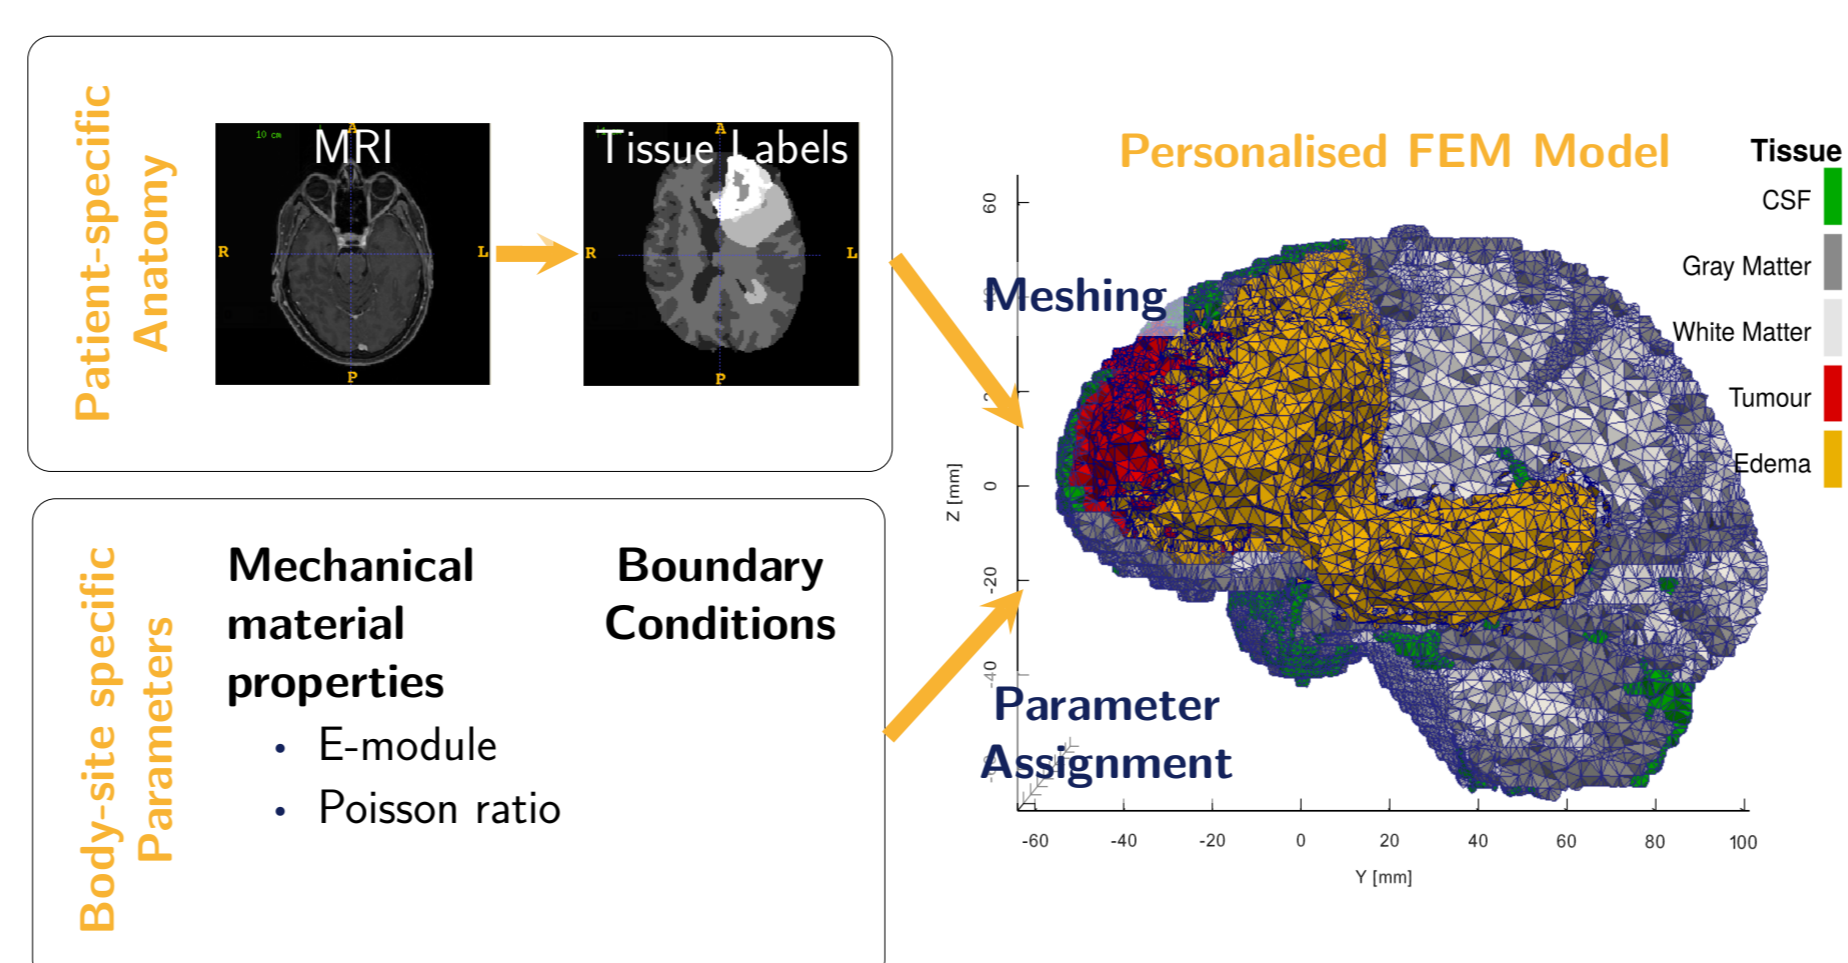 Patient-specific
Anatomy
10 cm
A
MRI
R
L
P
A
Tissue Labels
R
L
P
Body-site specific
Parameters
Mechanical
material
properties
• E-module
• Poisson ratio
Boundary
Conditions
Meshing
Parameter
Assignment
Personalised FEM Model
Tissue
CSF
Gray Matter
White Matter
Tumour
Edema
60
0
-20
-40
Z [mm]
-60 -40 -20 0 20 40 60 80 100
Y [mm]